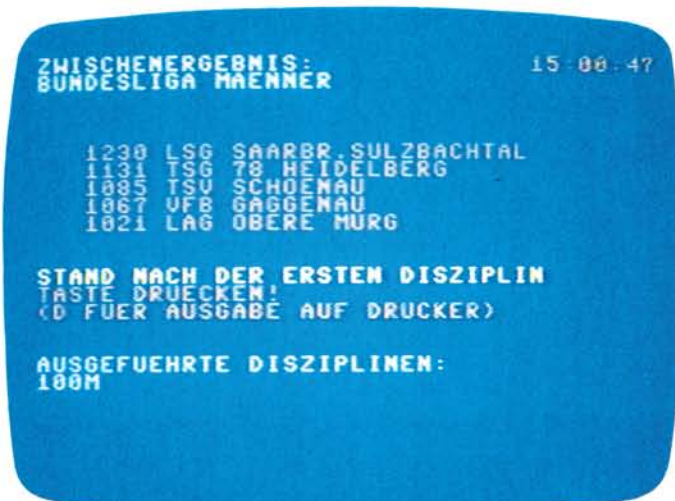 ZWISCHENERGEBNIS: 15:00:47
BUNDESLIGA MAENNER
1230 LSG SAARBR.SULZBACHTAL
1131 TSG 78 HEIDELBERG
1085 TSV SCHOENAU
1067 VFB GAGGENAU
1021 LAG OBERE MURG
STAND NACH DER ERSTEN DISZIPLIN
TASTE DRUECKEN!
(D FUER AUSGABE AUF DRUCKER)
AUSGEFUEHRTE DISZIPLINEN:
100M